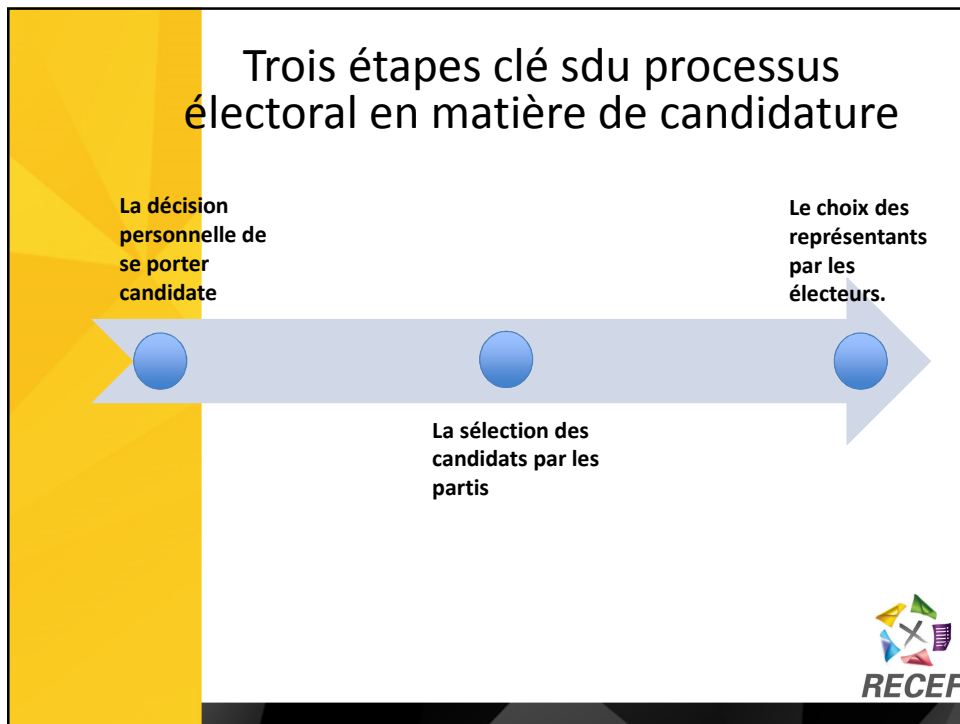 Trois étapes clé sdu processus
électoral en matière de candidature
La décision
personnelle de
se porter
candidate
La sélection des
candidats par les
partis
Le choix des
représentants
par les
électeurs.
RECEF